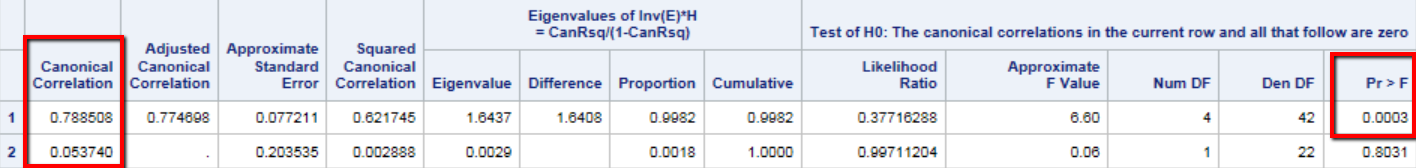 Eigenvalues of Inv(E)*H
= CanRsq/(1-CanRsq)
Test of H0: The canonical correlations in the current row and all that follow are zero
Canonical Correlation Adjusted Canonical Correlation Approximate Standard Error Squared Canonical Correlation Eigenvalue Difference Proportion Cumulative Likelihood Ratio Approximate F Value Num DF Den DF Pr > F
1 0.788508 0.774698 0.077211 0.621745 1.6437 1.6408 0.9982 0.9982 0.37716288 6.60 4 42 0.0003
2 0.053740 . 0.203535 0.002888 0.0029 0.0018 1.0000 0.99711204 0.06 1 22 0.8031